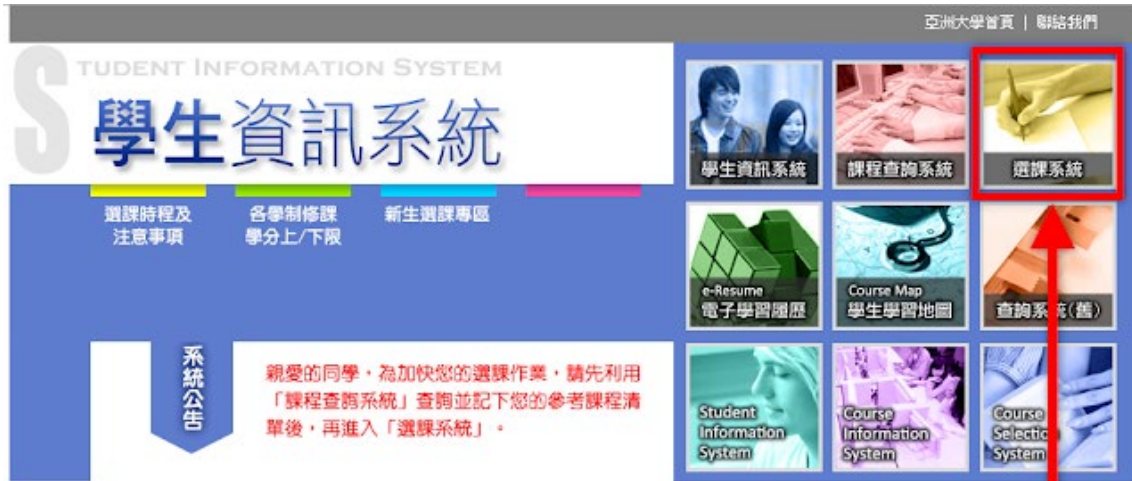 亞洲大學首頁 | 聯絡我們
STUDENT INFORMATION SYSTEM
學生資訊系統
選課時程及
注意事項
各學制修課
學分上/下限
新生選課專區
學生資訊系統
課程查詢系統
選課系統
e-Resume
電子學習履歷
Course Map
學生學習地圖
查詢系統(舊)
Student
Information
System
Course
Information
System
Course
Selection
System
系統公告
親愛的同學，為加快您的選課作業，請先利用
「課程查詢系統」查詢並記下您的參考課程清
單後，再進入「選課系統」。